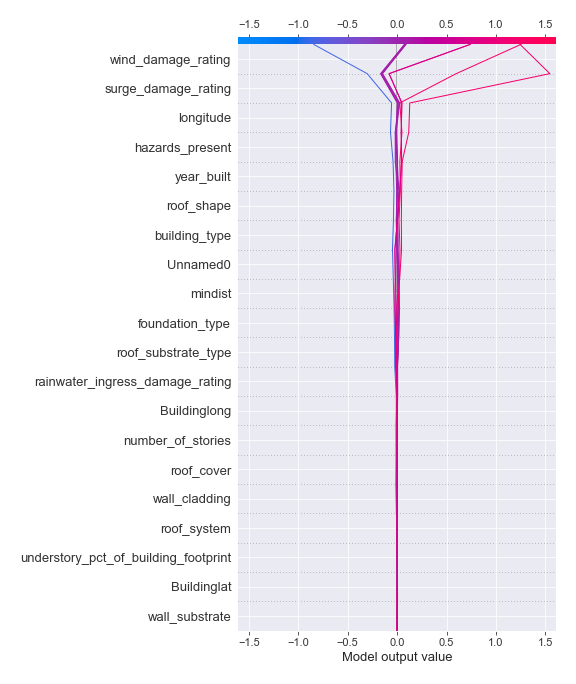 −1.5 −1.0 −0.5 0.0 0.5 1.0 1.5
wind_damage_rating
surge_damage_rating
longitude
hazards_present
year_built
roof_shape
building_type
Unnamed0
mindist
foundation_type
roof_substrate_type
rainwater_ingress_damage_rating
Buildinglong
number_of_stories
roof_cover
wall_cladding
roof_system
understory_pct_of_building_footprint
Buildinglat
wall_substrate
−1.5 −1.0 −0.5 0.0 0.5 1.0 1.5
Model output value